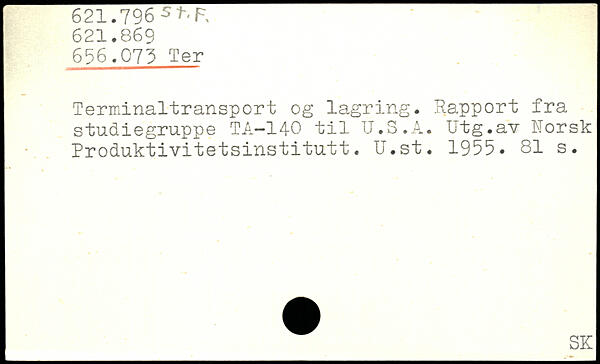 621.796 St.F.
621.869
656.073 Ter
Terminaltransport og lagring. Rapport fra
studiegruppe TA-140 til U.S.A. Utg.av Norsk
Produktivitetsinstitutt. U.st. 1955. 81 s.
SK